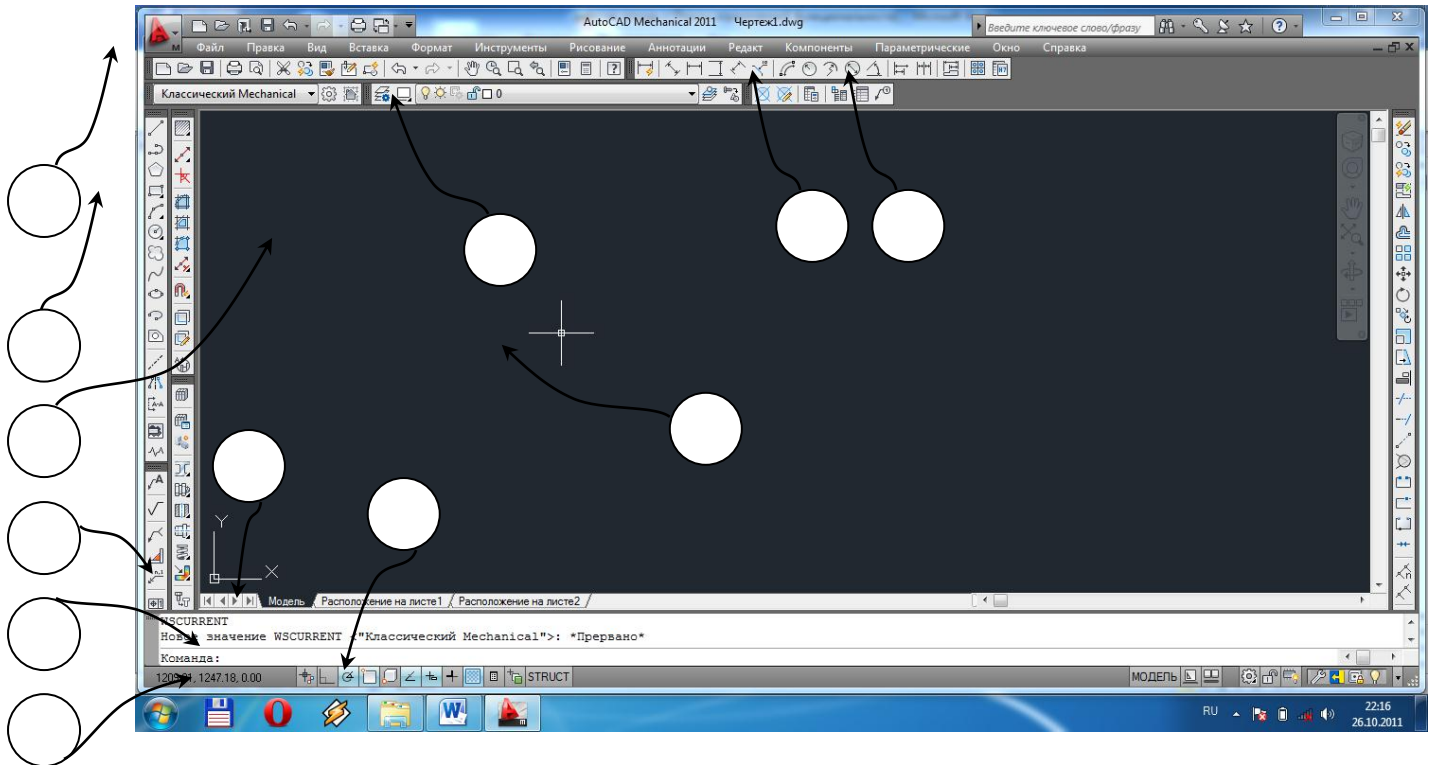 AutoCAD Mechanical 2011 Чертеж1.dwg
Введите ключевое слово/фразу
M
Файл Правка Вид Вставка Формат Инструменты Рисование Аннотации Редакт Компоненты Параметрические Окно Справка
Классический Mechanical
0
Y
X
Модель Расположение на листе1 Расположение на листе2
WSCURRENT
значение WSCURRENT <"Классический Mechanical">: *Прервано*
Команда:
1247.18, 0.00
STRUCT
МОДЕЛЬ
RU
22:16
26.10.2011